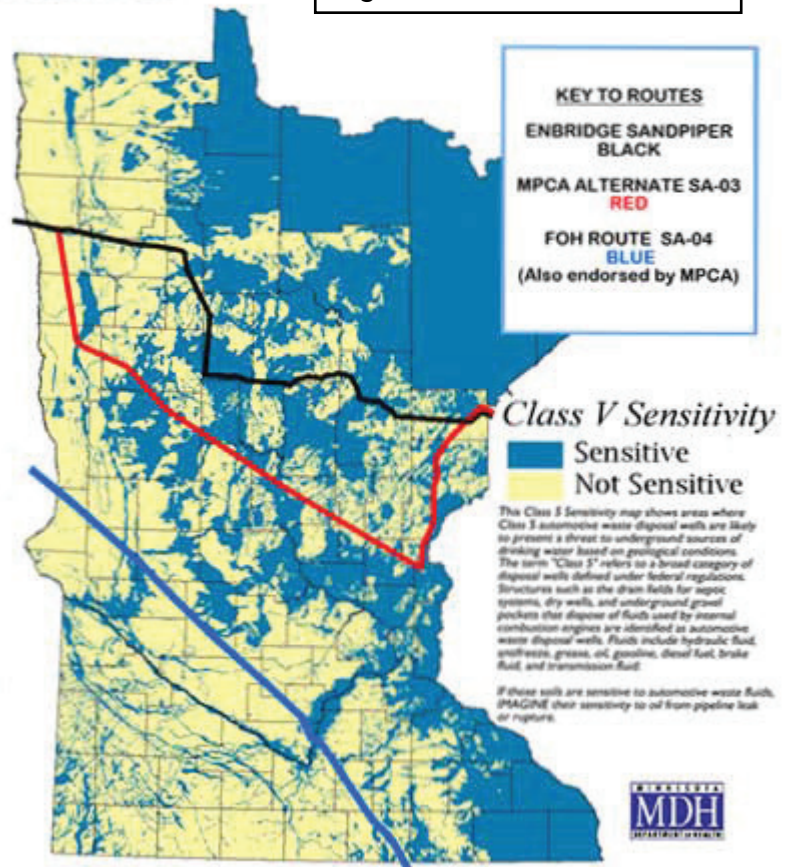 KEY TO ROUTES
ENBRIDGE SANDPIPER
BLACK
MPCA ALTERNATE SA-03
RED
FOH ROUTE SA-04
BLUE
(Also endorsed by MPCA)
Class V Sensitivity
Sensitive
Not Sensitive
This Class 5 Sensitivity map shows areas where
Class 5 automotive waste disposal wells are likely
to present a threat to underground sources of
drinking water based on geological conditions.
The term "Class 5" refers to a broad category of
disposal wells defined under federal regulations.
Structures such as the drain fields for septic
systems, dry wells, and underground gravel
pockets that dispose of fluids used by internal
combustion engines are identified as automotive
waste disposal wells. Fluids include hydraulic fluid,
antifreeze, grease, oil, gasoline, diesel fuel, brake
fluid, and transmission fluid.
If these soils are sensitive to automotive waste fluids,
IMAGINE their sensitivity to oil from pipeline leak
or rupture.
MINNESOTA
MDH
DEPARTMENT of HEALTH